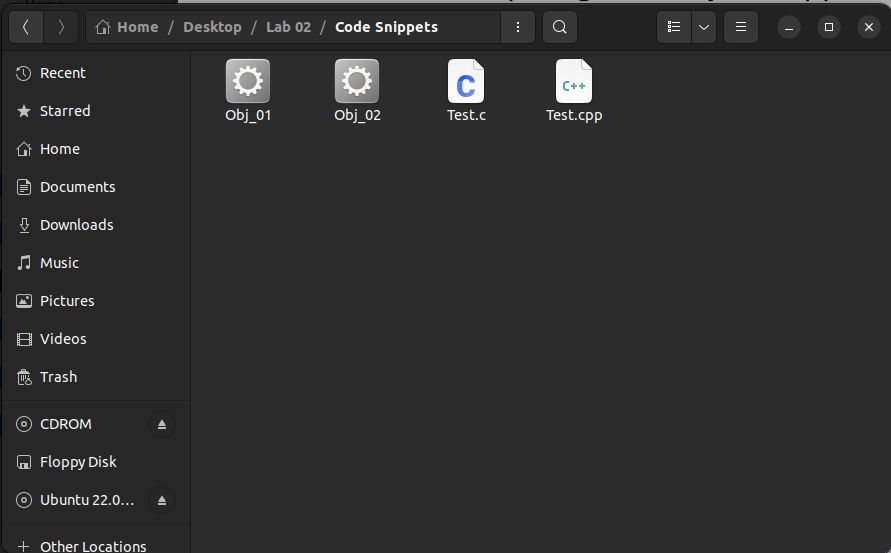 Home / Desktop / Lab 02 / Code Snippets
Recent
Starred
Home
Documents
Downloads
Music
Pictures
Videos
Trash
CDROM
Floppy Disk
Ubuntu 22.0...
Other Locations
Obj_01 Obj_02 Test.c Test.cpp
C C++